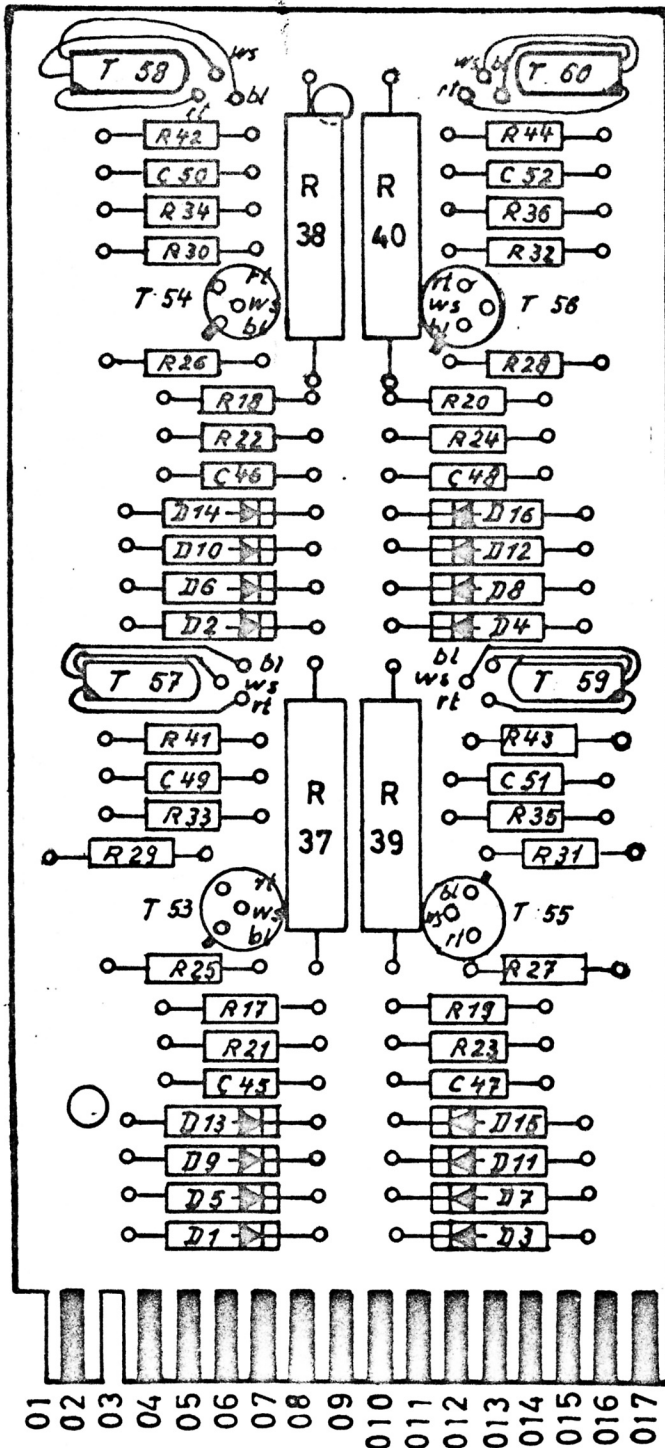 T 58 ws bl rt
ws bl rt T 60
R42 R44
C50 C52
R34 R36
R30 R32
R 38 R 40
T 54 rt ws bl
rt ws bl T 56
R26 R28
R18 R20
R22 R24
C46 C48
D14 D16
D10 D12
D6 D8
D2 D4
T 57 bl ws rt
bl ws rt T 59
R41 R43
C49 C51
R33 R35
R29 R31
R 37 R 39
T 53 rt ws bl
bl ws rt T 55
R25 R27
R17 R19
R21 R23
C45 C47
D13 D15
D9 D11
D5 D7
D1 D3
01 02 03 04 05 06 07 08 09 010 011 012 013 014 015 016 017